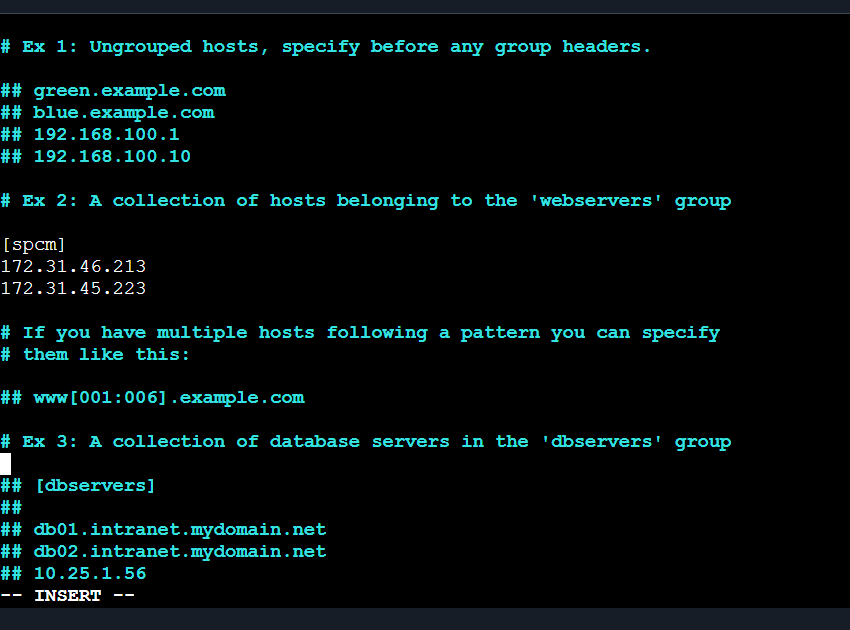 # Ex 1: Ungrouped hosts, specify before any group headers.
## green.example.com
## blue.example.com
## 192.168.100.1
## 192.168.100.10
# Ex 2: A collection of hosts belonging to the 'webservers' group
[spcm]
172.31.46.213
172.31.45.223
# If you have multiple hosts following a pattern you can specify
# them like this:
## www[001:006].example.com
# Ex 3: A collection of database servers in the 'dbservers' group
## [dbservers]
##
## db01.intranet.mydomain.net
## db02.intranet.mydomain.net
## 10.25.1.56
-- INSERT --